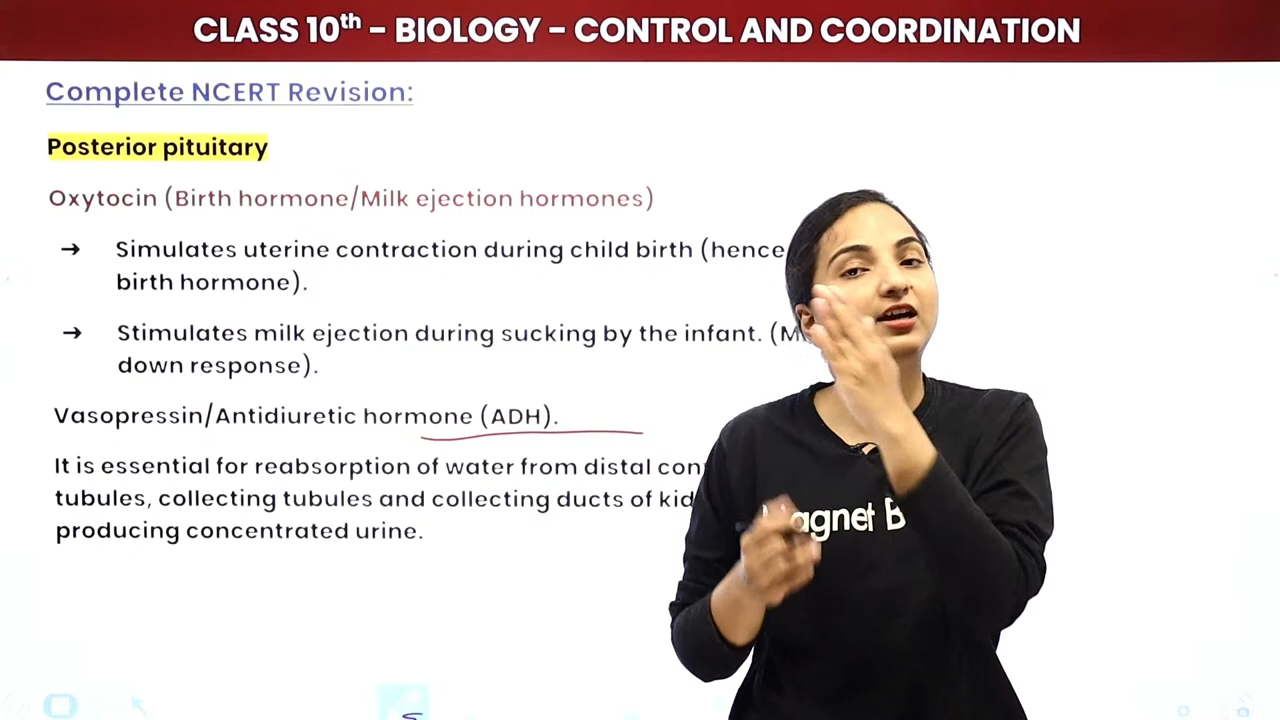 CLASS 10th - BIOLOGY - CONTROL AND COORDINATION
Complete NCERT Revision:
Posterior pituitary
Oxytocin (Birth hormone/Milk ejection hormones)
→ Simulates uterine contraction during child birth (hence
birth hormone).
→ Stimulates milk ejection during sucking by the infant.
down response).
Vasopressin/Antidiuretic hormone (ADH).
It is essential for reabsorption of water from distal
tubules, collecting tubules and collecting ducts of
producing concentrated urine.
agnet B